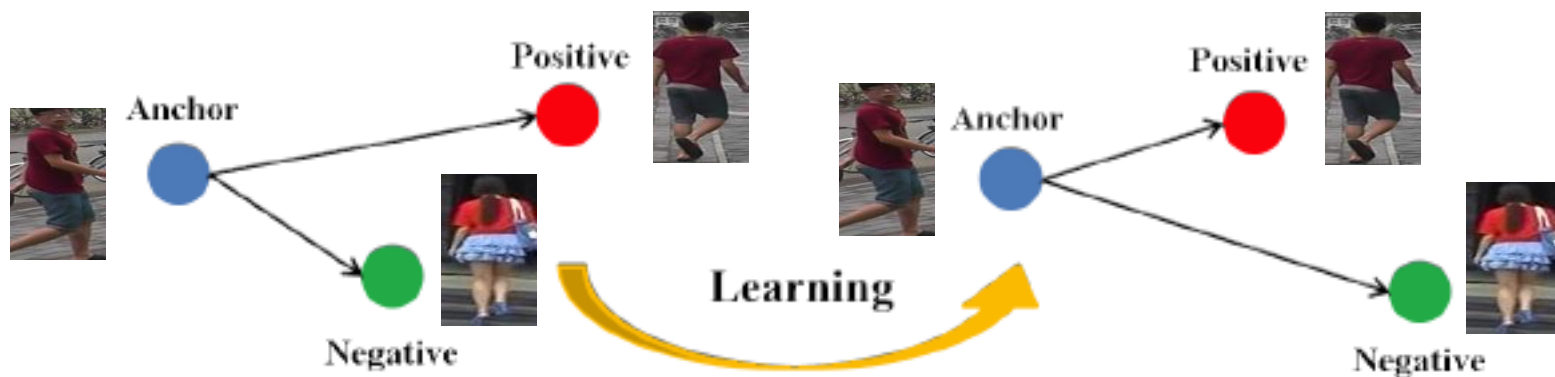 Positive
Anchor
Negative
Learning
Positive
Anchor
Negative